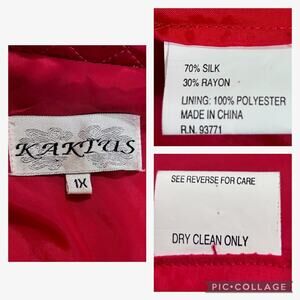 KAKTUS
1X
70% SILK
30% RAYON
LINING: 100% POLYESTER
MADE IN CHINA
R.N. 93771
SEE REVERSE FOR CARE
DRY CLEAN ONLY
PIC•COLLAGE